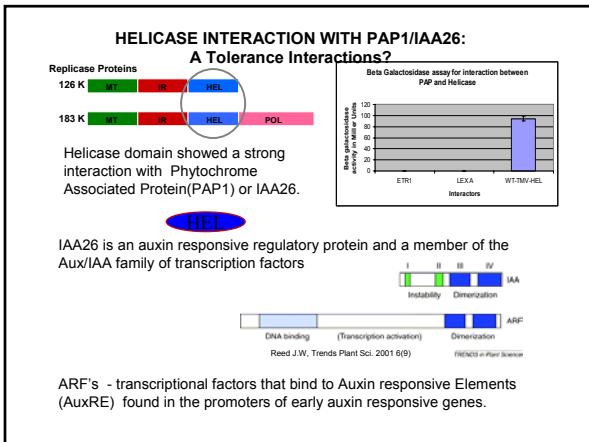 HELICASE INTERACTION WITH PAP1/IAA26:
A Tolerance Interactions?
Replicase Proteins
126 K MT IR HEL
183 K MT IR HEL POL
Beta Galactosidase assay for interaction between
PAP and Helicase
Beta galactosidase
activity in Miller Units
120
100
80
60
40
20
0
ETR1 LEXA WT-TMV-HEL
Interactors
Helicase domain showed a strong
interaction with Phytochrome
Associated Protein(PAP1) or IAA26.
HEL
IAA26 is an auxin responsive regulatory protein and a member of the
Aux/IAA family of transcription factors
I II III IV
IAA
Instability Dimerization
ARF
DNA binding (Transcription activation) Dimerization
Reed J.W, Trends Plant Sci. 2001 6(9)
TRENDS in Plant Science
ARF's - transcriptional factors that bind to Auxin responsive Elements
(AuxRE) found in the promoters of early auxin responsive genes.